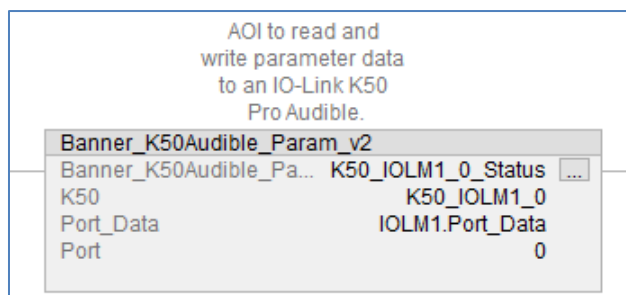 AOI to read and
write parameter data
to an IO-Link K50
Pro Audible.
Banner_K50Audible_Param_v2
Banner_K50Audible_Pa... K50_IOLM1_0_Status ...
K50 K50_IOLM1_0
Port_Data IOLM1.Port_Data
Port 0